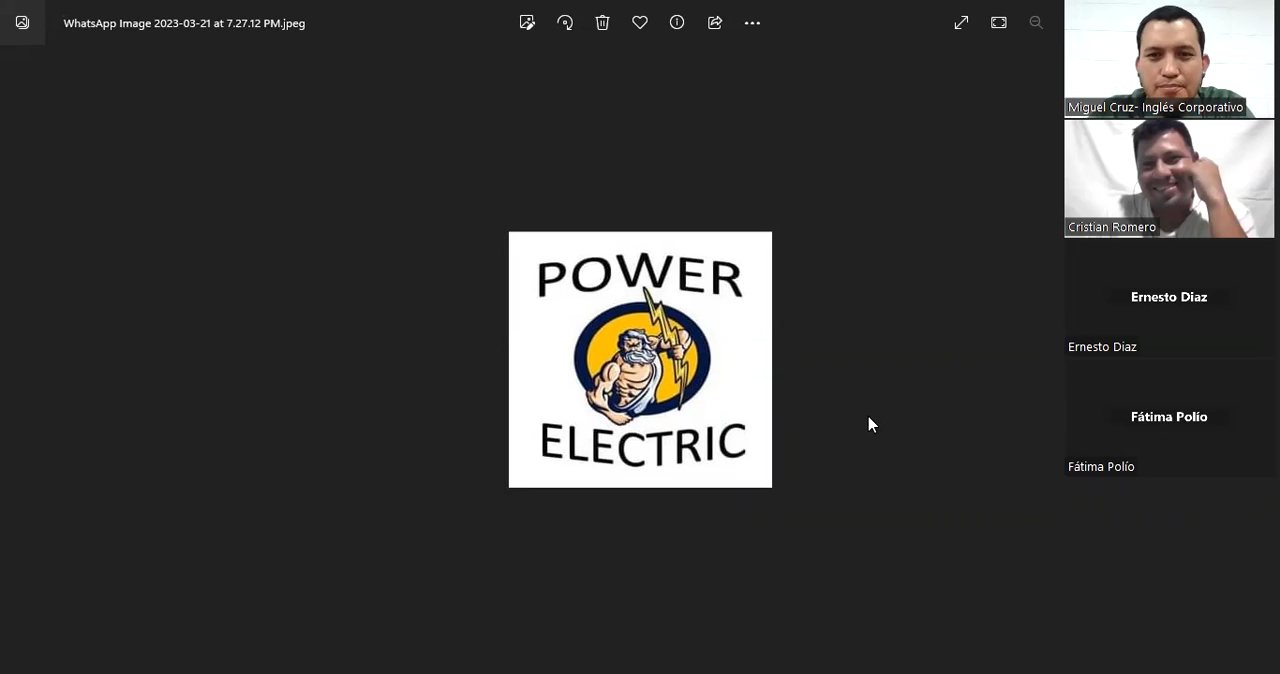 WhatsApp Image 2023-03-21 at 7.27.12 PM.jpeg
POWER
ELECTRIC
Miguel Cruz- Inglés Corporativo
Cristian Romero
Ernesto Diaz
Ernesto Diaz
Fátima Polío
Fátima Polío